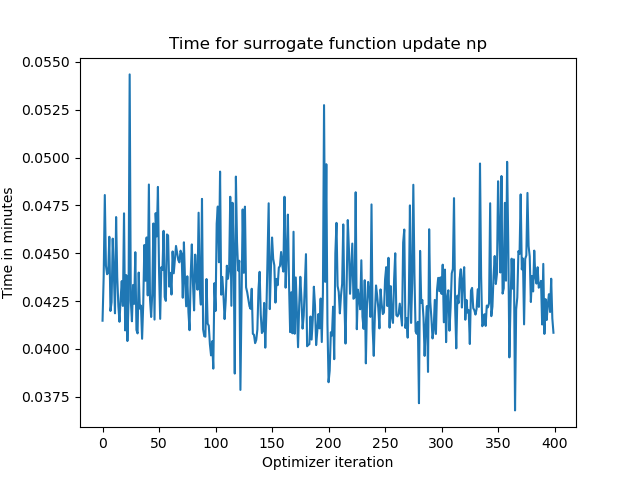 Time for surrogate function update np
Time in minutes
0.0550
0.0525
0.0500
0.0475
0.0450
0.0425
0.0400
0.0375
0 50 100 150 200 250 300 350 400
Optimizer iteration